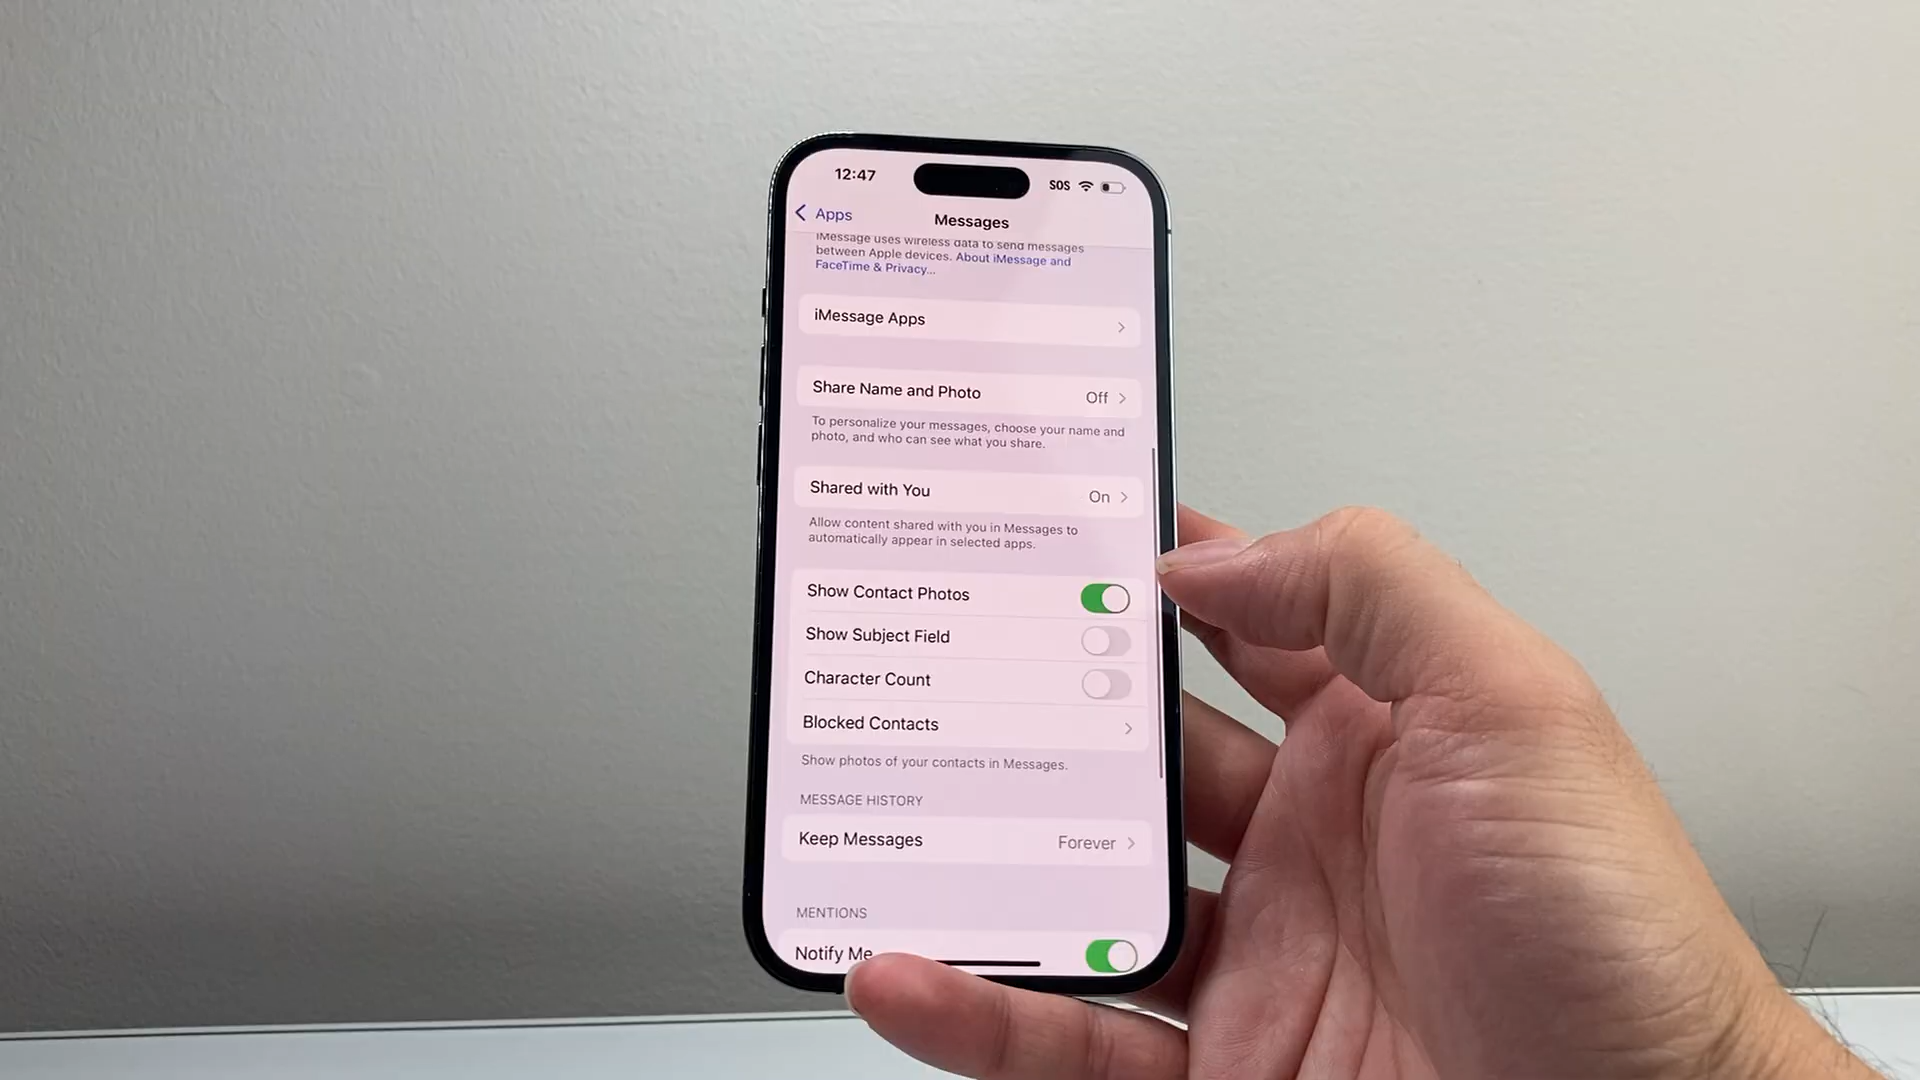 12:47
SOS
Apps
Messages
iMessage uses wireless data to send messages
between Apple devices. About iMessage and
FaceTime & Privacy...
iMessage Apps
Share Name and Photo Off
To personalize your messages, choose your name and
photo, and who can see what you share.
Shared with You On
Allow content shared with you in Messages to
automatically appear in selected apps.
Show Contact Photos
Show Subject Field
Character Count
Blocked Contacts
Show photos of your contacts in Messages.
MESSAGE HISTORY
Keep Messages Forever
MENTIONS
Notify Me